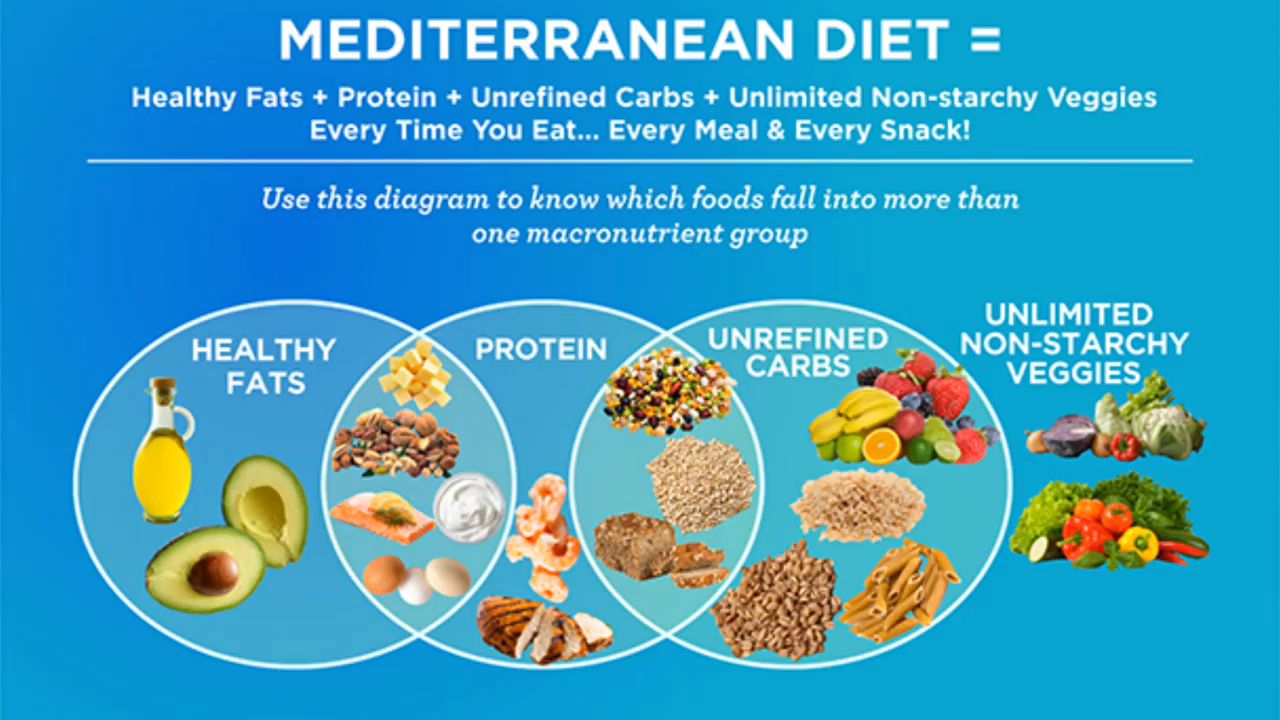 MEDITERRANEAN DIET =
Healthy Fats + Protein + Unrefined Carbs + Unlimited Non-starchy Veggies
Every Time You Eat... Every Meal & Every Snack!
Use this diagram to know which foods fall into more than
one macronutrient group
HEALTHY
FATS
PROTEIN
UNREFINED
CARBS
UNLIMITED
NON-STARCHY
VEGGIES